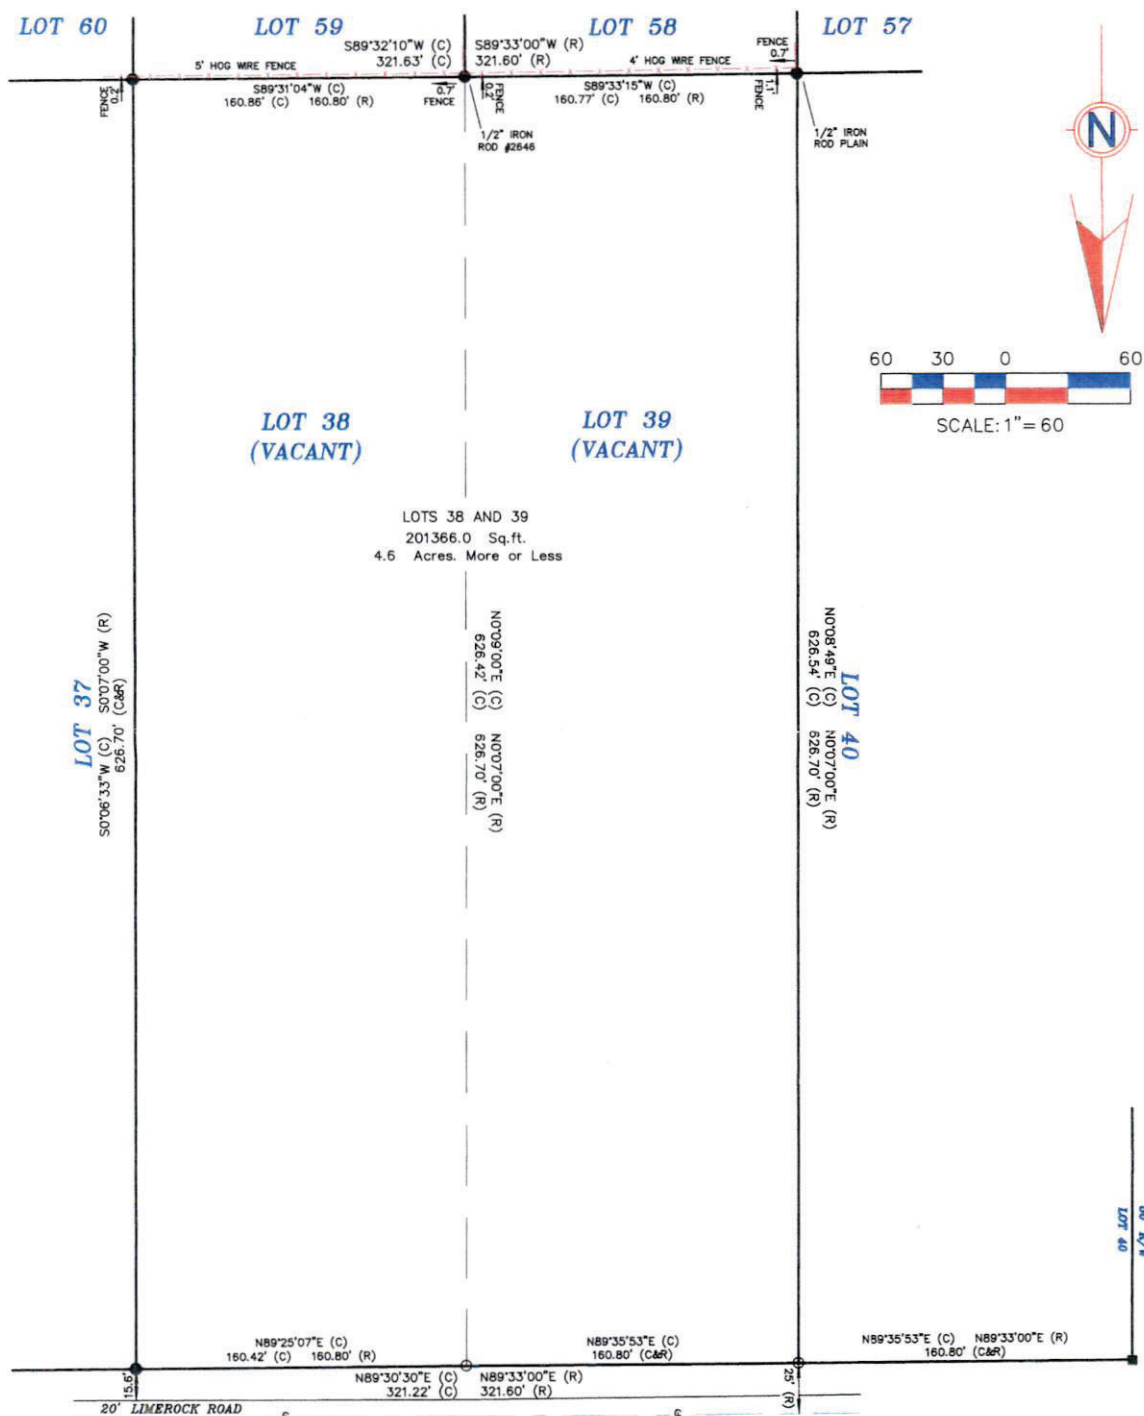 LOT 60
LOT 59
LOT 58
LOT 57
S89°32'10"W (C)
321.63' (C)
S89°33'00"W (R)
321.60' (R)
FENCE
0.7'
5' HOG WIRE FENCE
4' HOG WIRE FENCE
FENCE
0.2'
S89°31'04"W (C)
160.86' (C) 160.80' (R)
0.7'
FENCE
FENCE
0.2'
S89°33'15"W (C)
160.77' (C) 160.80' (R)
FENCE
1.1'
1/2" IRON
ROD #2646
1/2" IRON
ROD PLAIN
N
60 30 0 60
SCALE: 1"= 60
LOT 38
(VACANT)
LOT 39
(VACANT)
LOTS 38 AND 39
201366.0 Sq.ft.
4.6 Acres. More or Less
LOT 37
S0°06'33"W (C) S0°07'00"W (R)
626.70' (C&R)
N0°09'00"E (C) N0°07'00"E (R)
626.42' (C) 626.70' (R)
N0°08'49"E (C) N0°07'00"E (R)
626.54' (C) 626.70' (R)
LOT 40
LOT 40
N89°25'07"E (C)
160.42' (C) 160.80' (R)
N89°35'53"E (C)
160.80' (C&R)
N89°35'53"E (C) N89°33'00"E (R)
160.80' (C&R)
N89°30'30"E (C)
321.22' (C)
N89°33'00"E (R)
321.60' (R)
15.6'
25' (R)
20' LIMEROCK ROAD